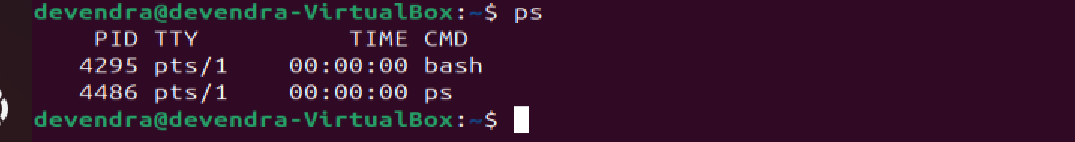 devendra@devendra-VirtualBox:~$ ps
    PID TTY          TIME CMD
   4295 pts/1    00:00:00 bash
   4486 pts/1    00:00:00 ps
devendra@devendra-VirtualBox:~$